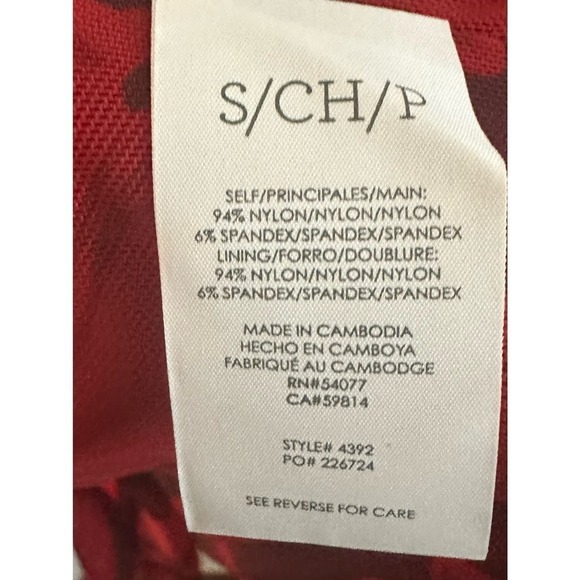 S/CH/P
SELF/PRINCIPALES/MAIN:
94% NYLON/NYLON/NYLON
6% SPANDEX/SPANDEX/SPANDEX
LINING/FORRO/DOUBLURE:
94% NYLON/NYLON/NYLON
6% SPANDEX/SPANDEX/SPANDEX
MADE IN CAMBODIA
HECHO EN CAMBOYA
FABRIQUÉ AU CAMBODGE
RN#54077
CA#59814
STYLE# 4392
PO# 226724
SEE REVERSE FOR CARE